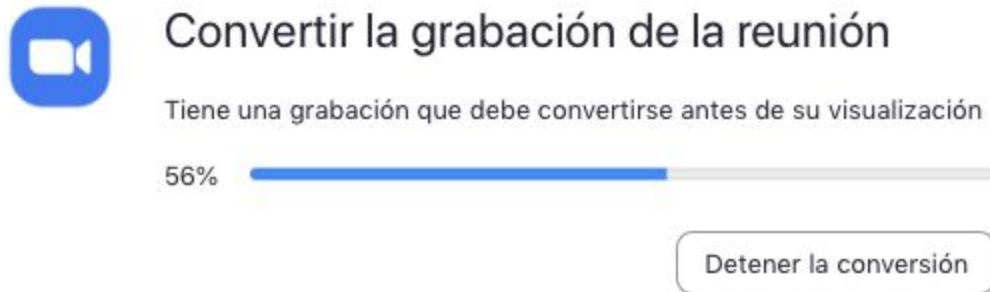 Convertir la grabación de la reunión
Tiene una grabación que debe convertirse antes de su visualización
56%
Detener la conversión